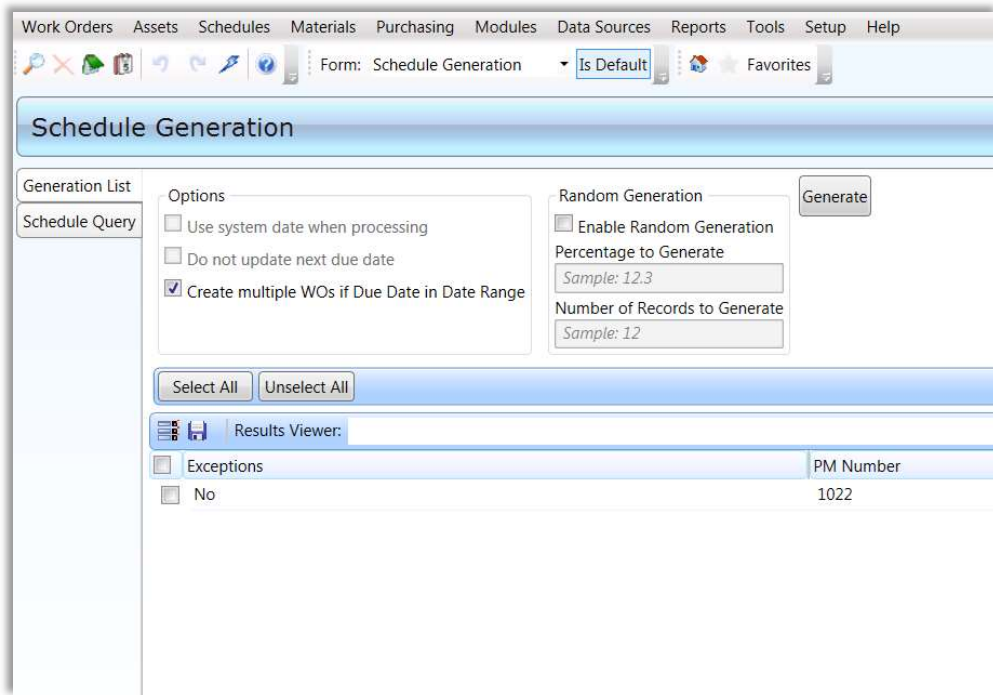 Work Orders Assets Schedules Materials Purchasing Modules Data Sources Reports Tools Setup Help
Form: Schedule Generation Is Default Favorites
Schedule Generation
Generation List
Schedule Query
Options
Use system date when processing
Do not update next due date
Create multiple WOs if Due Date in Date Range
Random Generation
Enable Random Generation
Percentage to Generate
Sample: 12.3
Number of Records to Generate
Sample: 12
Generate
Select All Unselect All
Results Viewer:
Exceptions PM Number
No 1022